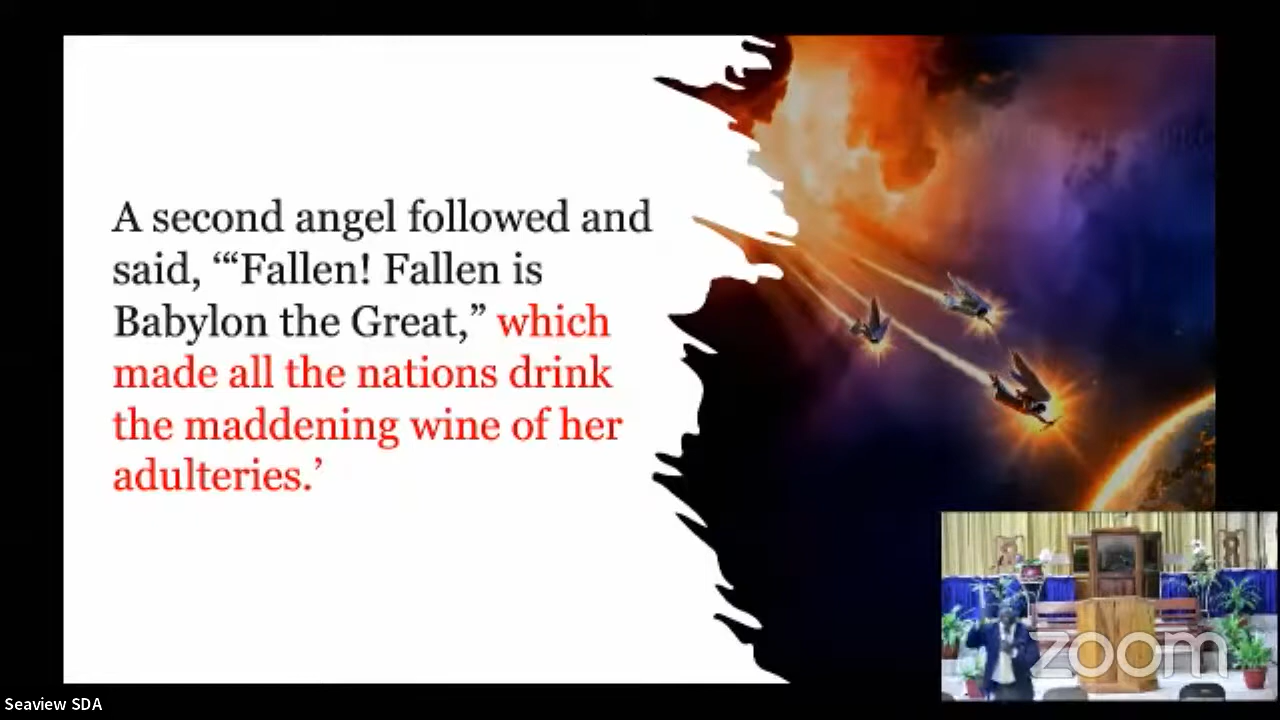 A second angel followed and
said, ‘“Fallen! Fallen is
Babylon the Great,” which
made all the nations drink
the maddening wine of her
adulteries.’
zoom
Seaview SDA